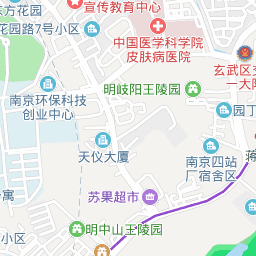 东方花园
宣传教育中心
花园路7号小区
中国医学科学院
皮肤病医院
玄武区交
一大队
明岐阳王陵园
南京环保科技
创业中心
园丁
天仪大厦
南京四站
厂宿舍区
蒋
寓
苏果超市
明中山王陵园
小区